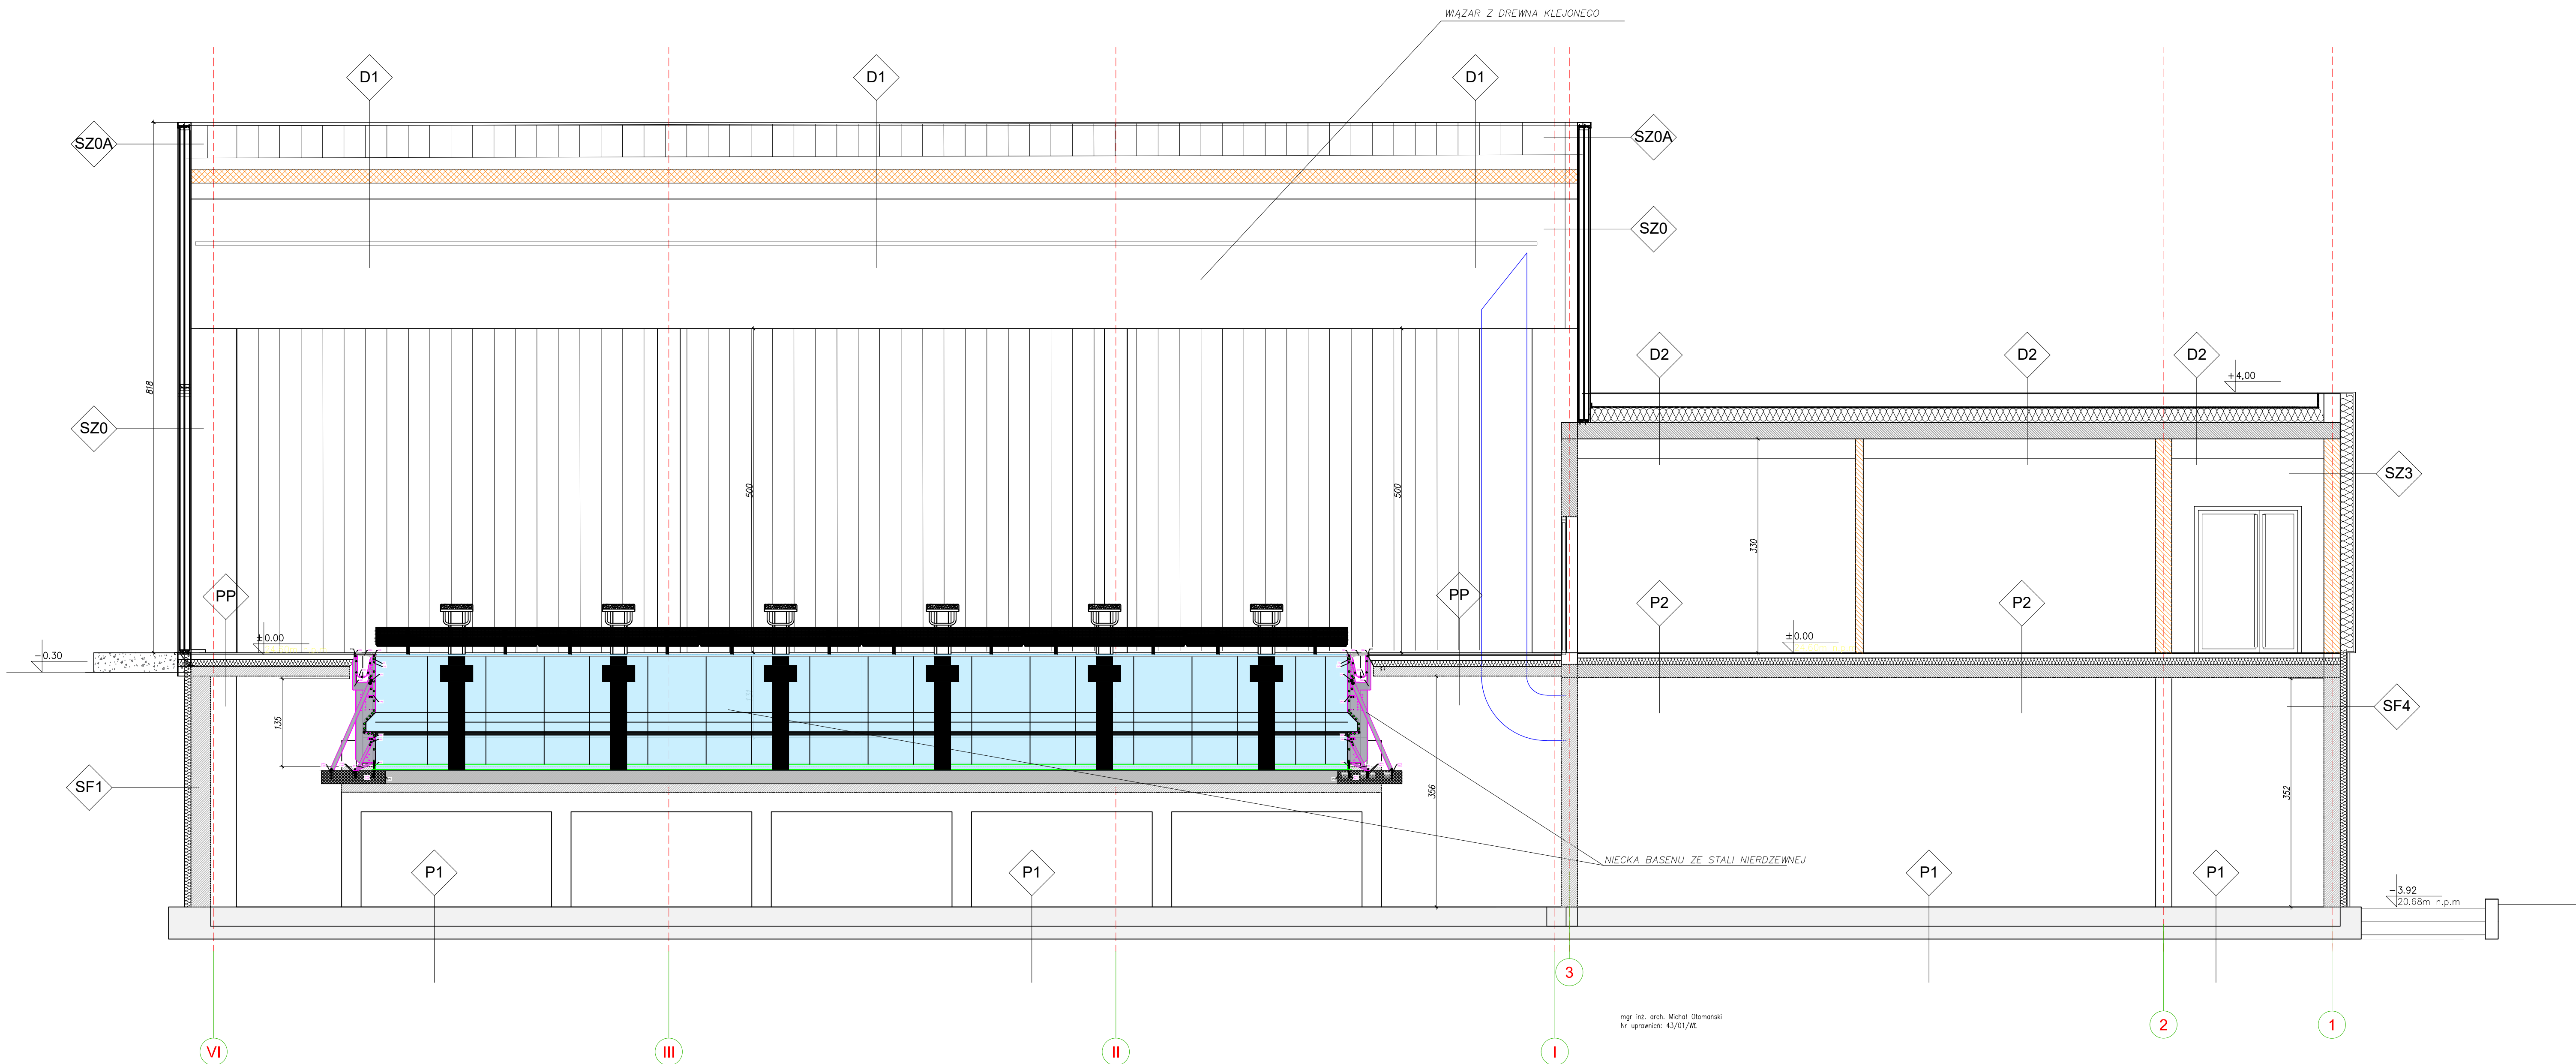 WIĄZAR Z DREWNA KLEJONEGO
D1
D1
D1
SZ0A
SZ0A
SZ0
D2
D2
D2
+4,00
818
SZ0
500
500
330
SZ3
PP
PP
P2
P2
±0.00
±0.00
-0.30
135
SF4
SF1
356
352
NIECKA BASENU ZE STALI NIERDZEWNEJ
P1
P1
P1
P1
-3.92
20.68m n.p.m
3
mgr inż. arch. Michał Otomański
Nr uprawnień: 43/01/WŁ
VI
III
II
I
2
1